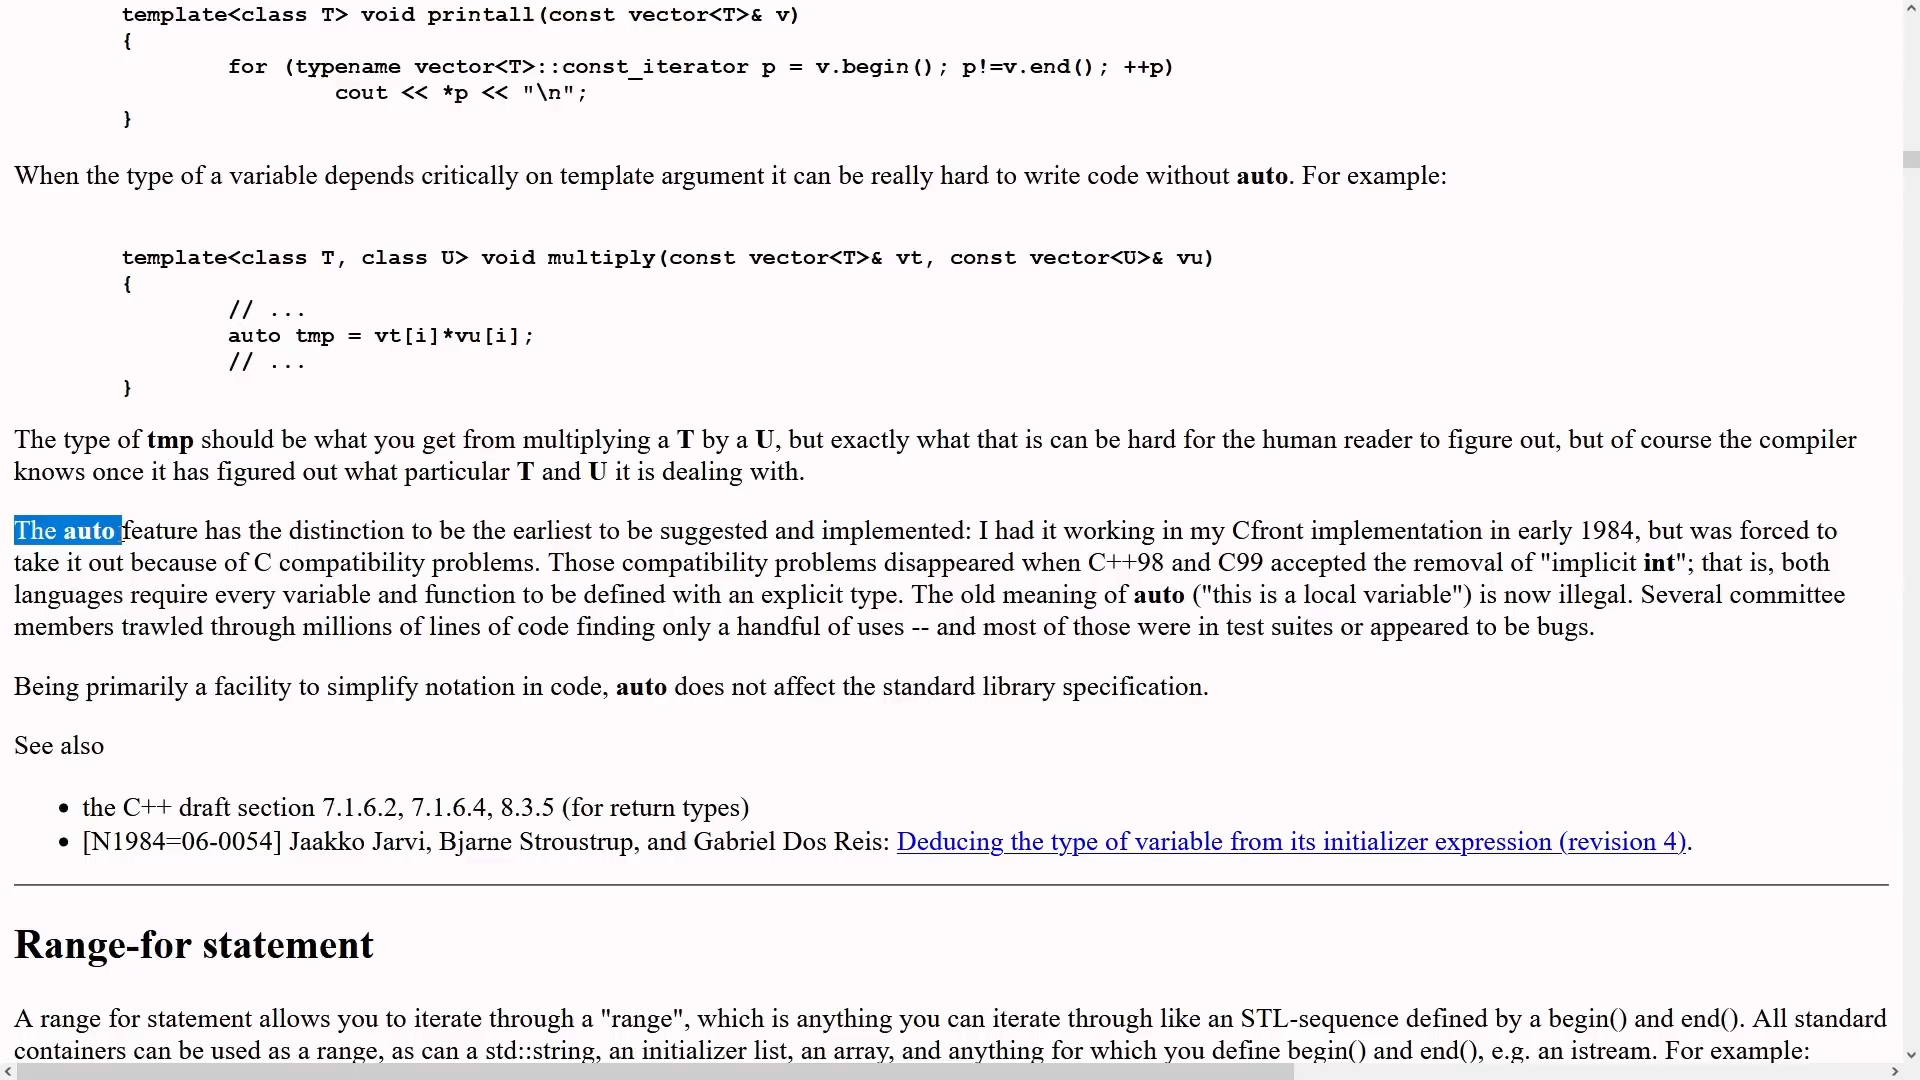 template<class T> void printall(const vector<T>& v)
{
for (typename vector<T>::const_iterator p = v.begin(); p!=v.end(); ++p)
cout << *p << "\n";
}
When the type of a variable depends critically on template argument it can be really hard to write code without auto. For example:
template<class T, class U> void multiply(const vector<T>& vt, const vector<U>& vu)
{
// ...
auto tmp = vt[i]*vu[i];
// ...
}
The type of tmp should be what you get from multiplying a T by a U, but exactly what that is can be hard for the human reader to figure out, but of course the compiler
knows once it has figured out what particular T and U it is dealing with.
The auto feature has the distinction to be the earliest to be suggested and implemented: I had it working in my Cfront implementation in early 1984, but was forced to
take it out because of C compatibility problems. Those compatibility problems disappeared when C++98 and C99 accepted the removal of "implicit int"; that is, both
languages require every variable and function to be defined with an explicit type. The old meaning of auto ("this is a local variable") is now illegal. Several committee
members trawled through millions of lines of code finding only a handful of uses -- and most of those were in test suites or appeared to be bugs.
Being primarily a facility to simplify notation in code, auto does not affect the standard library specification.
See also
• the C++ draft section 7.1.6.2, 7.1.6.4, 8.3.5 (for return types)
• [N1984=06-0054] Jaakko Jarvi, Bjarne Stroustrup, and Gabriel Dos Reis: Deducing the type of variable from its initializer expression (revision 4).
Range-for statement
A range for statement allows you to iterate through a "range", which is anything you can iterate through like an STL-sequence defined by a begin() and end(). All standard
containers can be used as a range, as can a std::string, an initializer list, an array, and anything for which you define begin() and end(), e.g. an istream. For example: